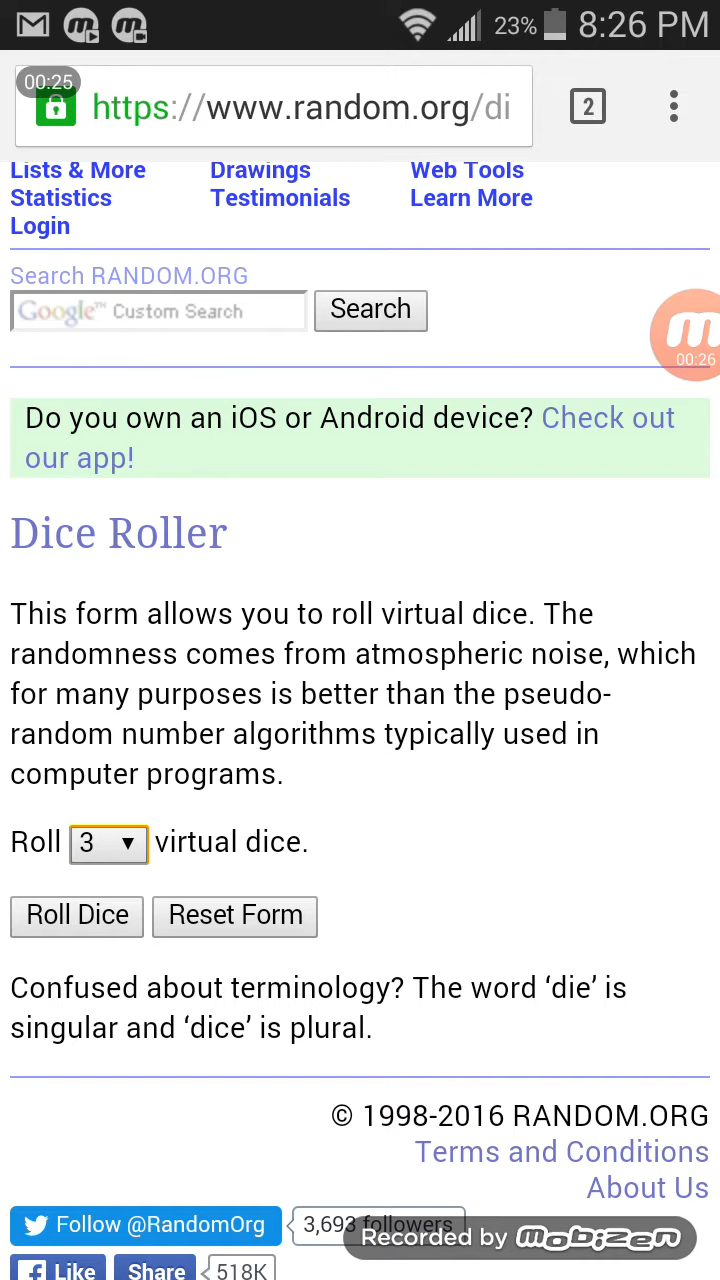 23% 8:26 PM
00:25
https://www.random.org/di
2
Lists & More Drawings Web Tools
Statistics Testimonials Learn More
Login
Search RANDOM.ORG
Google™ Custom Search Search
00:26
Do you own an iOS or Android device? Check out
our app!
Dice Roller
This form allows you to roll virtual dice. The
randomness comes from atmospheric noise, which
for many purposes is better than the pseudo-
random number algorithms typically used in
computer programs.
Roll 3 virtual dice.
Roll Dice Reset Form
Confused about terminology? The word ‘die’ is
singular and ‘dice’ is plural.
© 1998-2016 RANDOM.ORG
Terms and Conditions
About Us
Follow @RandomOrg 3,693 followers
Recorded by mobizen
Like Share 518K